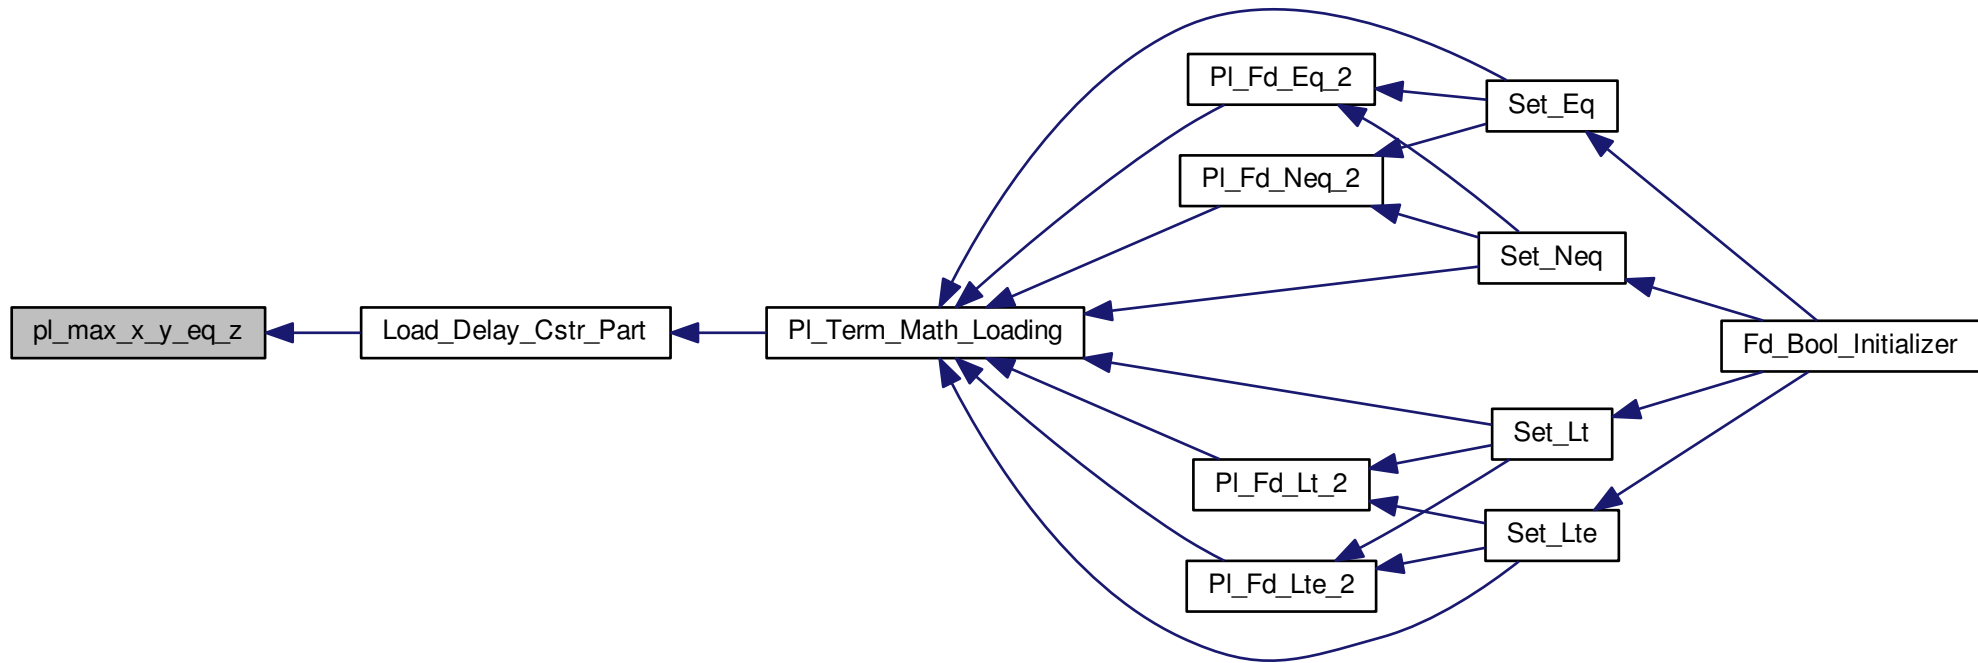 pl_max_x_y_eq_z
Load_Delay_Cstr_Part
Pl_Term_Math_Loading
Pl_Fd_Eq_2
Pl_Fd_Neq_2
Pl_Fd_Lt_2
Pl_Fd_Lte_2
Set_Eq
Set_Neq
Set_Lt
Set_Lte
Fd_Bool_Initializer